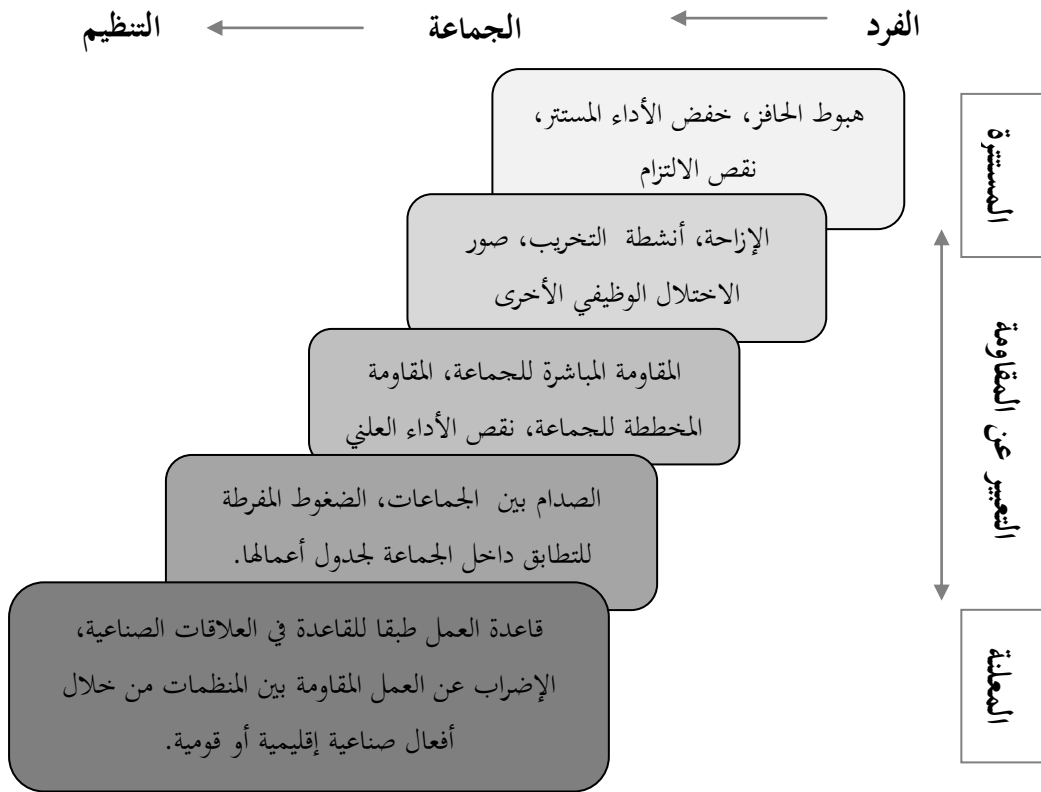 الفرد
الجماعة
التنظيم
المستترة
هبوط الحافز، خفض الأداء المستتر،
نقص الالتزام
الإزاحة، أنشطة التخريب، صور
الاختلال الوظيفي الأخرى
التعبير عن المقاومة
المقاومة المباشرة للجماعة، المقاومة
المخططة للجماعة، نقص الأداء العلني
الصدام بين الجماعات، الضغوط المفرطة
للتطابق داخل الجماعة لجدول أعمالها.
المعلنة
قاعدة العمل طبقا للقاعدة في العلاقات الصناعية،
الإضراب عن العمل المقاومة بين المنظمات من خلال
أفعال صناعية إقليمية أو قومية.